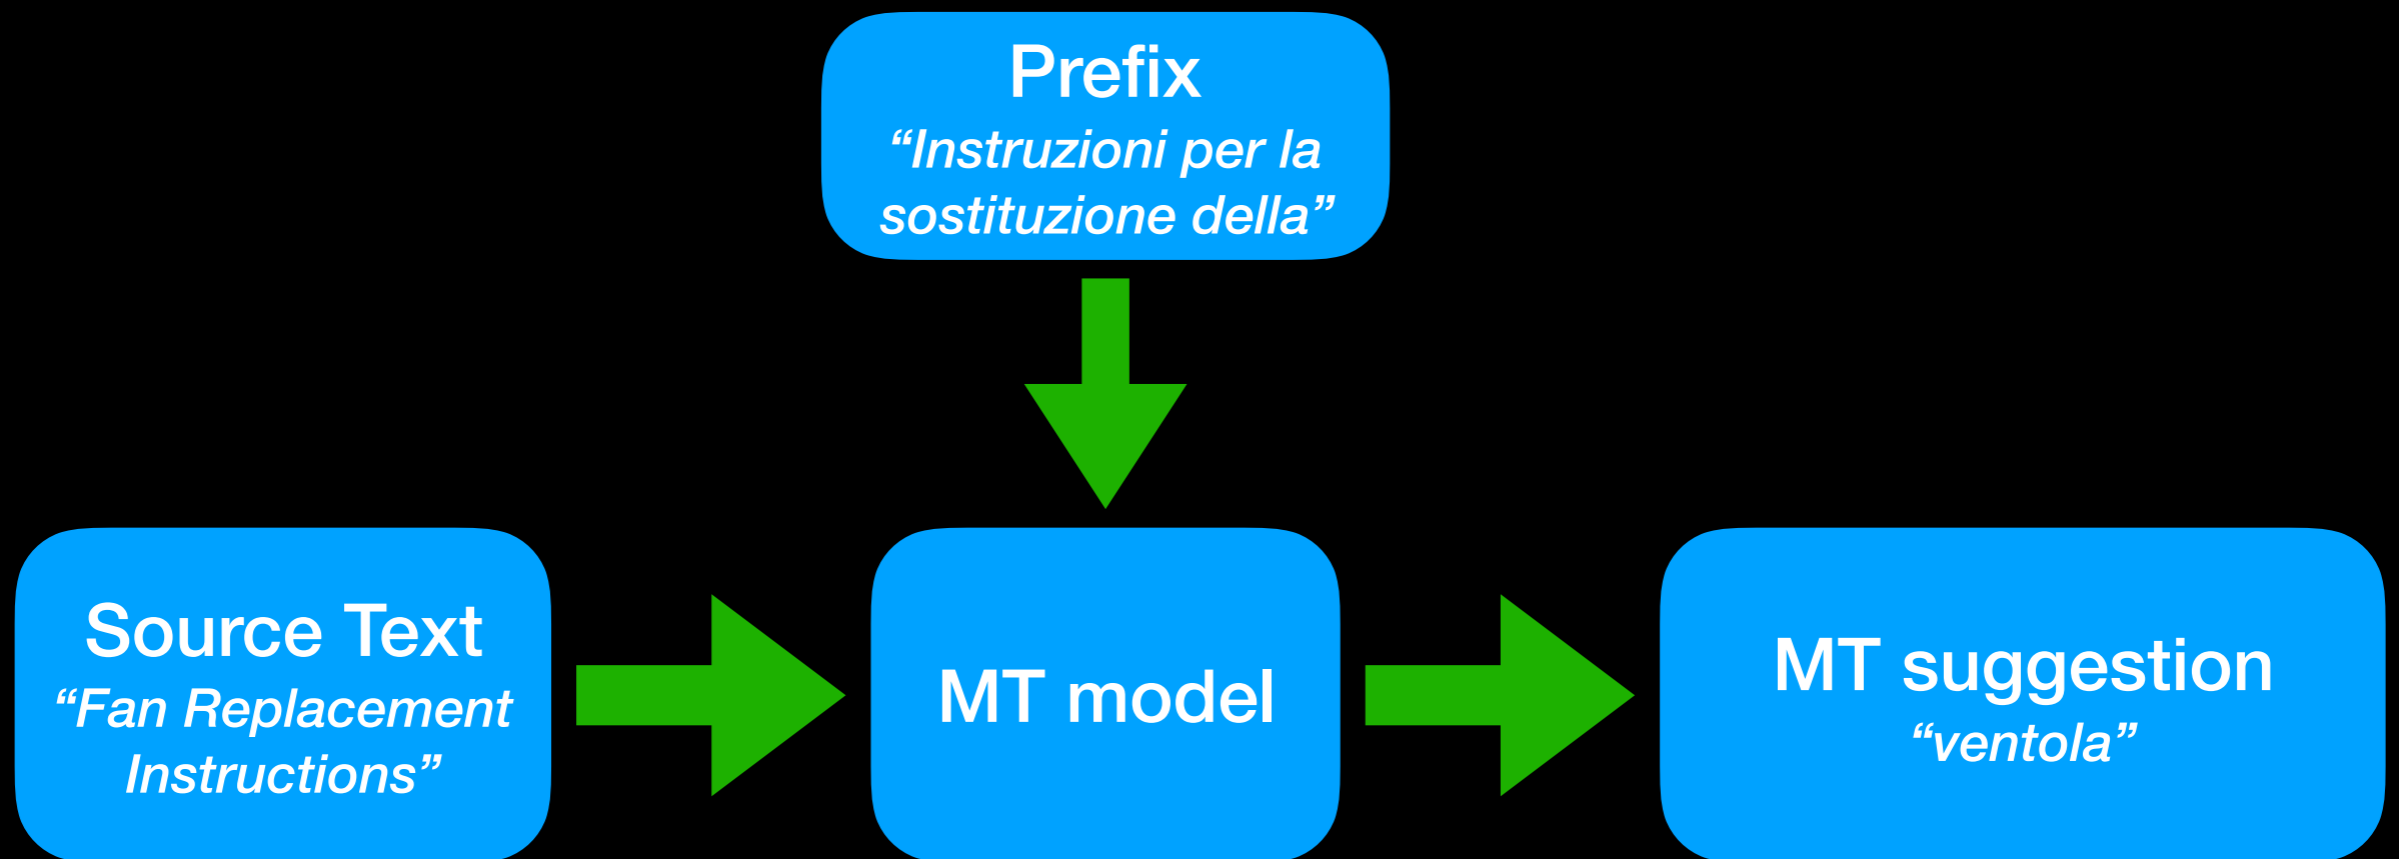 Prefix
“Instruzioni per la
sostituzione della”
Source Text
“Fan Replacement
Instructions”
MT model
MT suggestion
“ventola”